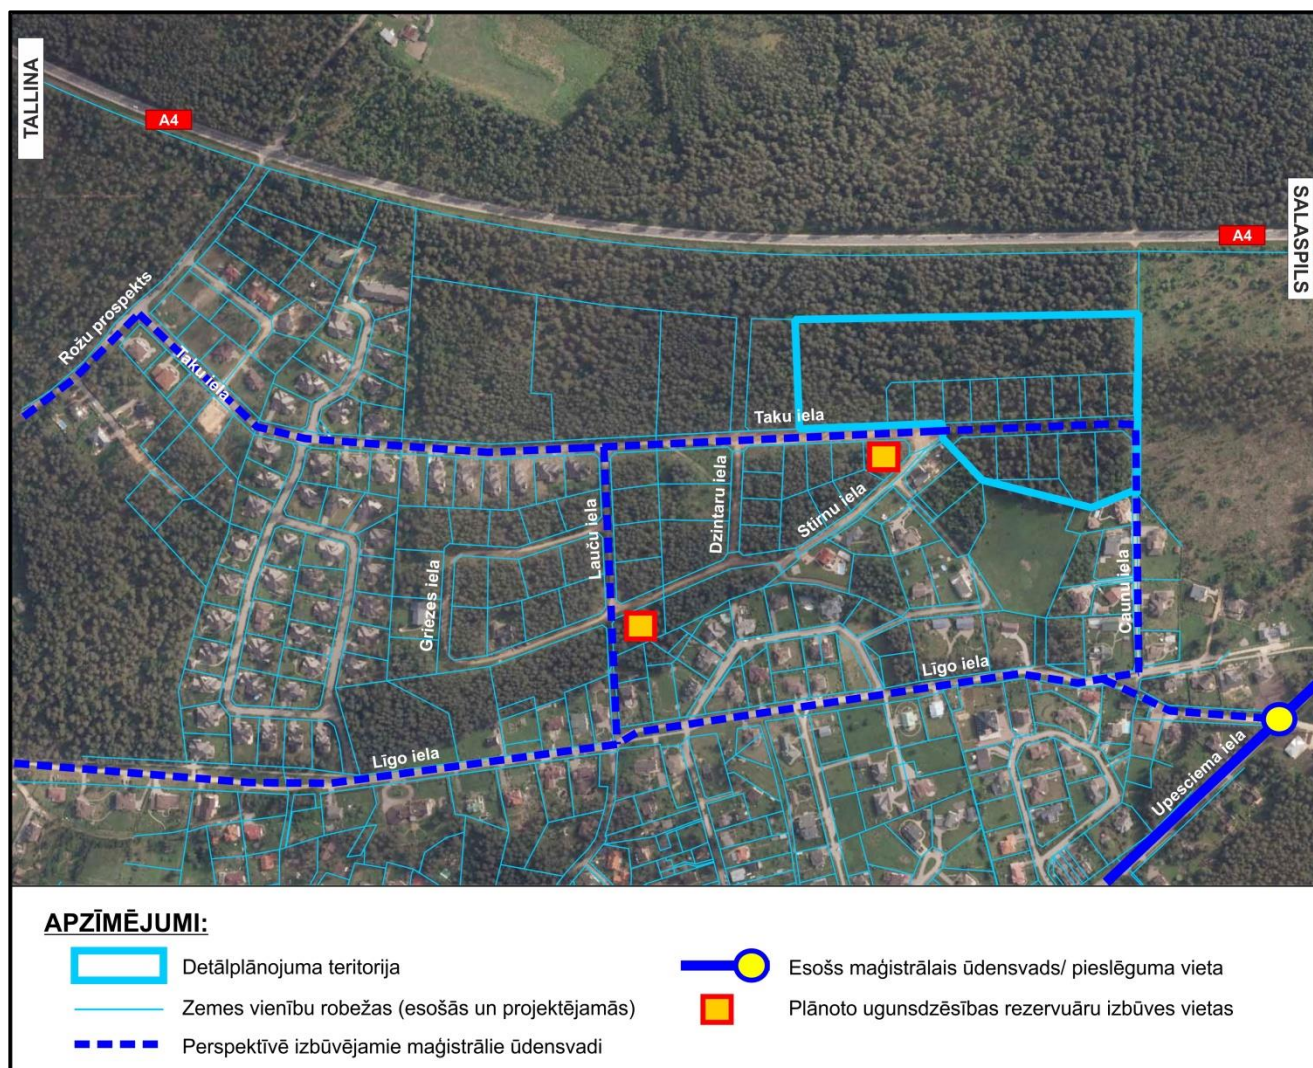 TALLINA
A4
A4
SALASPILS
Rožu prospekts
Taku iela
Taku iela
Lauču iela
Dzintaru iela
Stirnu iela
Griezes iela
Caunu iela
Līgo iela
Līgo iela
Upesciema iela
APZĪMĒJUMI:
Detālplānojuma teritorija
Zemes vienību robežas (esošās un projektējamās)
Perspektīvē izbūvējamie maģistrālie ūdensvadi
Esošs maģistrālais ūdensvads/ pieslēguma vieta
Plānoto ugunsdzēsības rezervuāru izbūves vietas